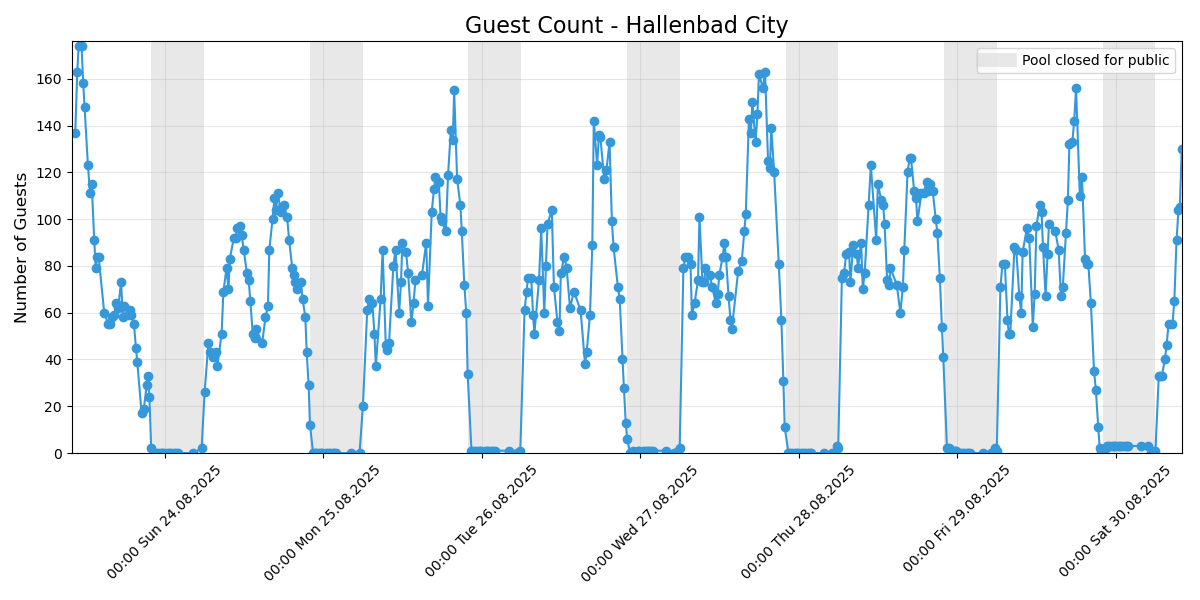 Guest Count - Hallenbad City
Pool closed for public
Number of Guests
160
140
120
100
80
60
40
20
0
00:00 Sun 24.08.2025
00:00 Mon 25.08.2025
00:00 Tue 26.08.2025
00:00 Wed 27.08.2025
00:00 Thu 28.08.2025
00:00 Fri 29.08.2025
00:00 Sat 30.08.2025